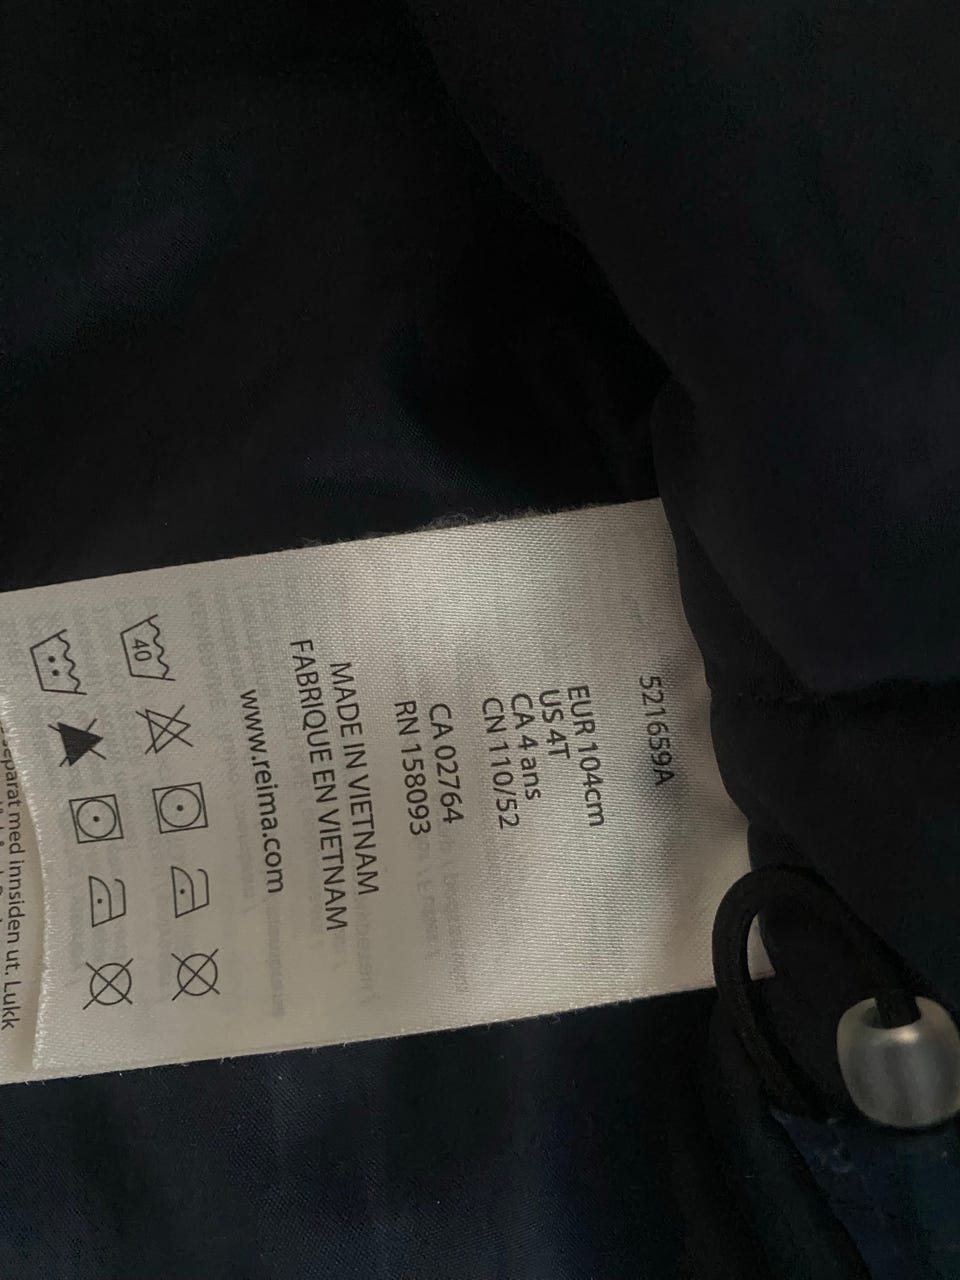 521659A
EUR 104cm
US 4T
CA 4 ans
CN 110/52
CA 02764
RN 158093
MADE IN VIETNAM
FABRIQUE EN VIETNAM
www.reima.com
40
separat med innsiden ut. Lukk